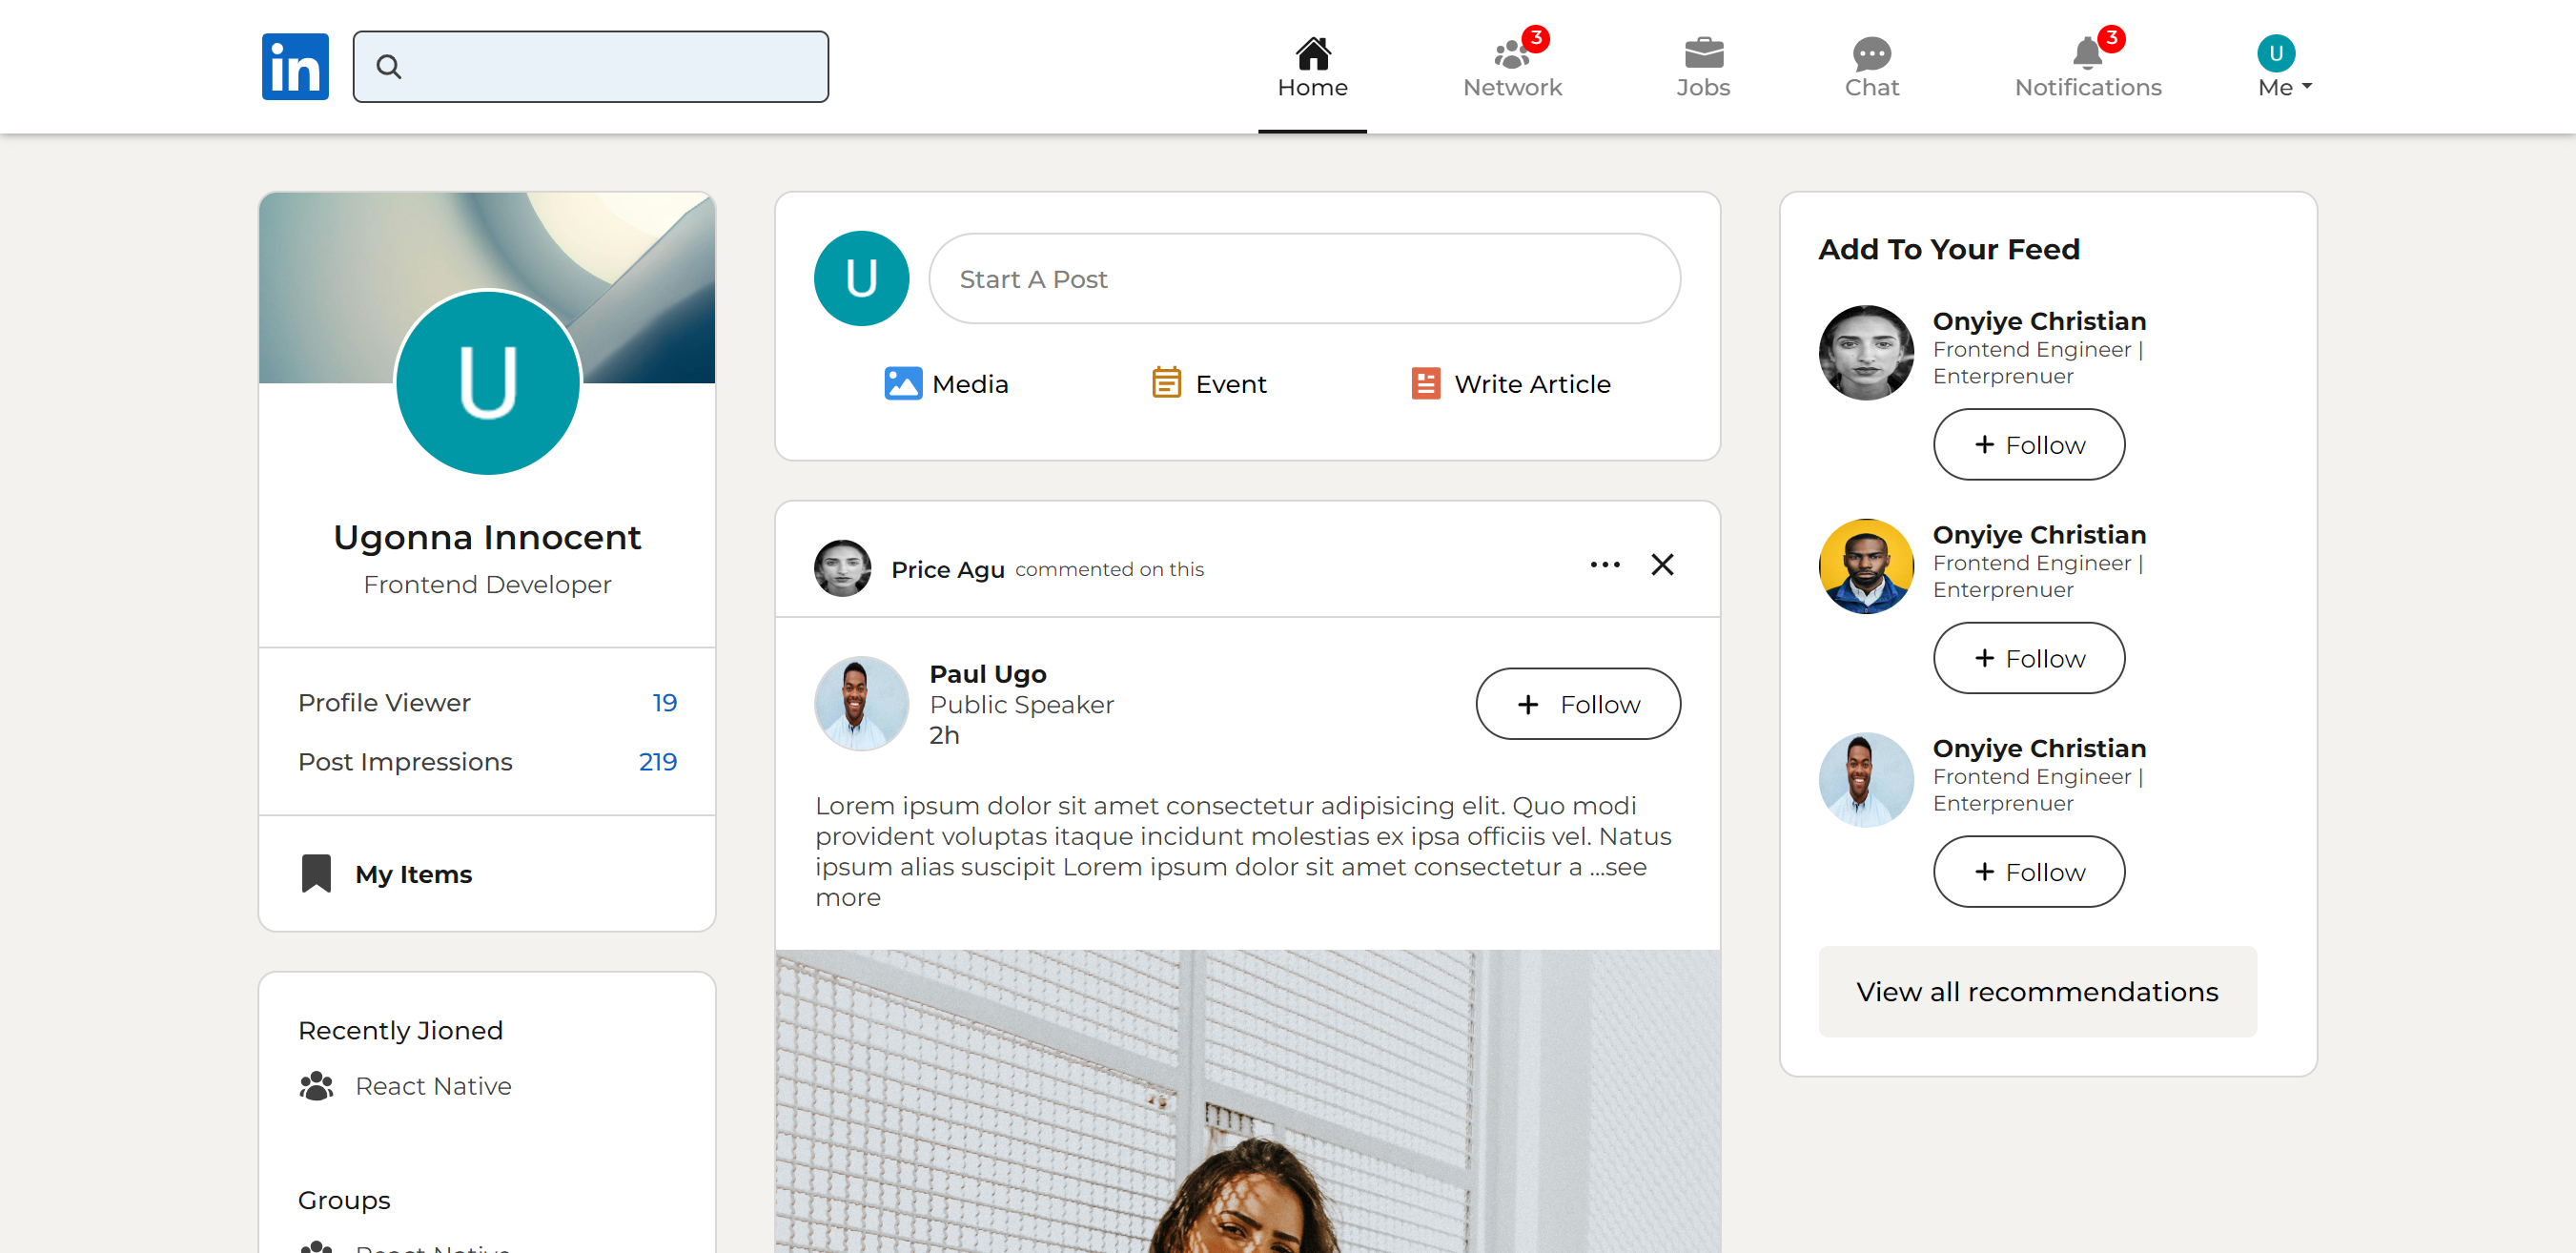 in
Home
Network
3
Jobs
Chat
Notifications
3
U
Me
U
Ugonna Innocent
Frontend Developer
Profile Viewer 19
Post Impressions 219
My Items
Recently Jioned
React Native
Groups
React Native
U
Start A Post
Media
Event
Write Article
Price Agu commented on this
Paul Ugo
Public Speaker
2h
+ Follow
Lorem ipsum dolor sit amet consectetur adipisicing elit. Quo modi
provident voluptas itaque incidunt molestias ex ipsa officiis vel. Natus
ipsum alias suscipit Lorem ipsum dolor sit amet consectetur a ...see
more
Add To Your Feed
Onyiye Christian
Frontend Engineer |
Enterprenuer
+ Follow
Onyiye Christian
Frontend Engineer |
Enterprenuer
+ Follow
Onyiye Christian
Frontend Engineer |
Enterprenuer
+ Follow
View all recommendations